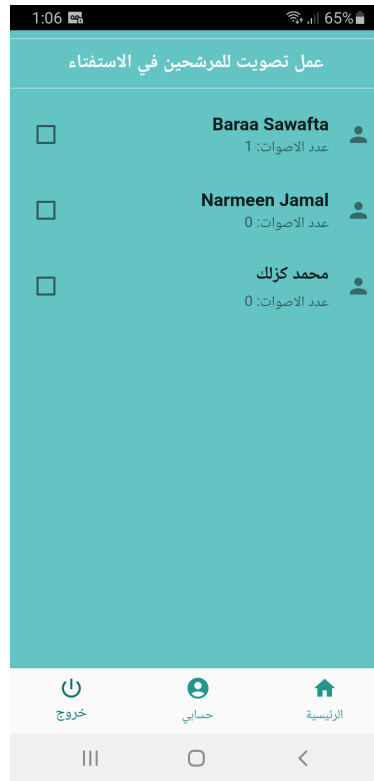 1:06 65%
عمل تصويت للمرشحين في الاستفتاء
Baraa Sawafta
عدد الاصوات: 1
Narmeen Jamal
عدد الاصوات: 0
محمد كزلك
عدد الاصوات: 0
الرئيسية حسابي خروج